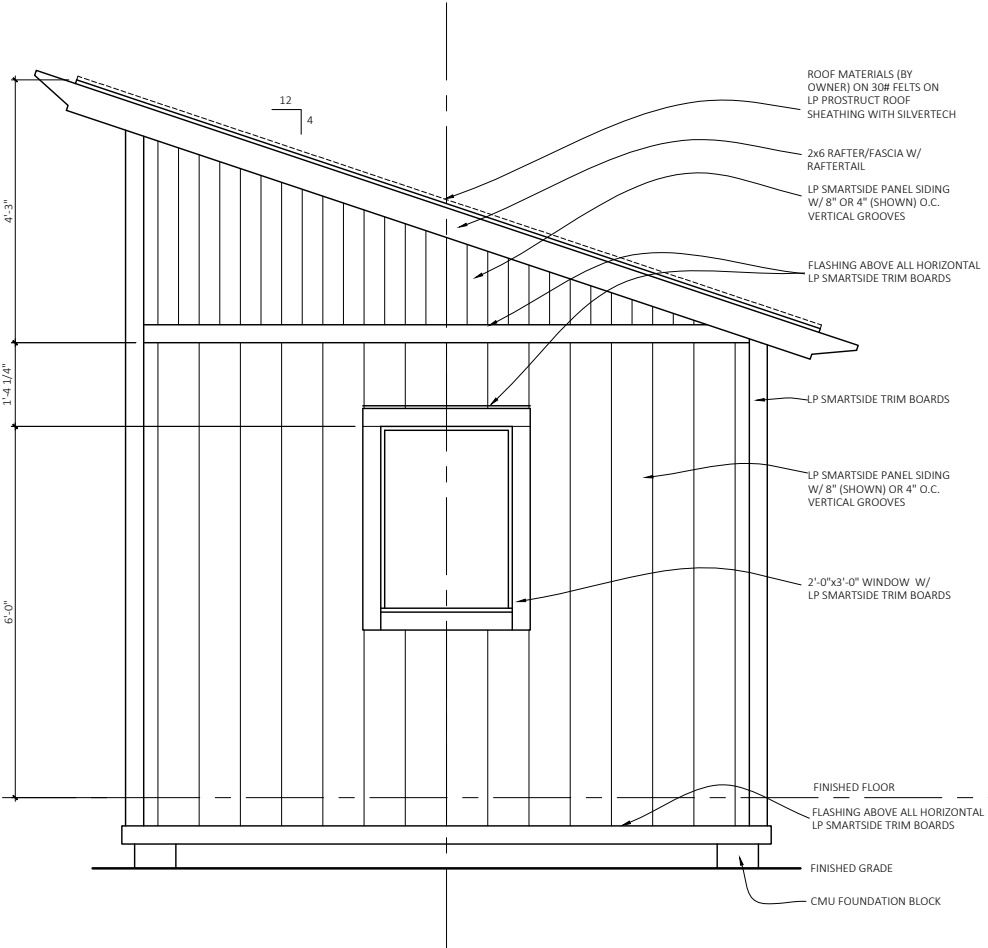 ROOF MATERIALS (BY
OWNER) ON 30# FELTS ON
LP PROSTRUCT ROOF
SHEATHING WITH SILVERTECH
12
4
2x6 RAFTER/FASCIA W/
RAFTERTAIL
LP SMARTSIDE PANEL SIDING
W/ 8" OR 4" (SHOWN) O.C.
VERTICAL GROOVES
4'-3"
FLASHING ABOVE ALL HORIZONTAL
LP SMARTSIDE TRIM BOARDS
1'-4 1/4"
LP SMARTSIDE TRIM BOARDS
LP SMARTSIDE PANEL SIDING
W/ 8" (SHOWN) OR 4" O.C.
VERTICAL GROOVES
2'-0"x3'-0" WINDOW W/
LP SMARTSIDE TRIM BOARDS
6'-0"
FINISHED FLOOR
FLASHING ABOVE ALL HORIZONTAL
LP SMARTSIDE TRIM BOARDS
FINISHED GRADE
CMU FOUNDATION BLOCK